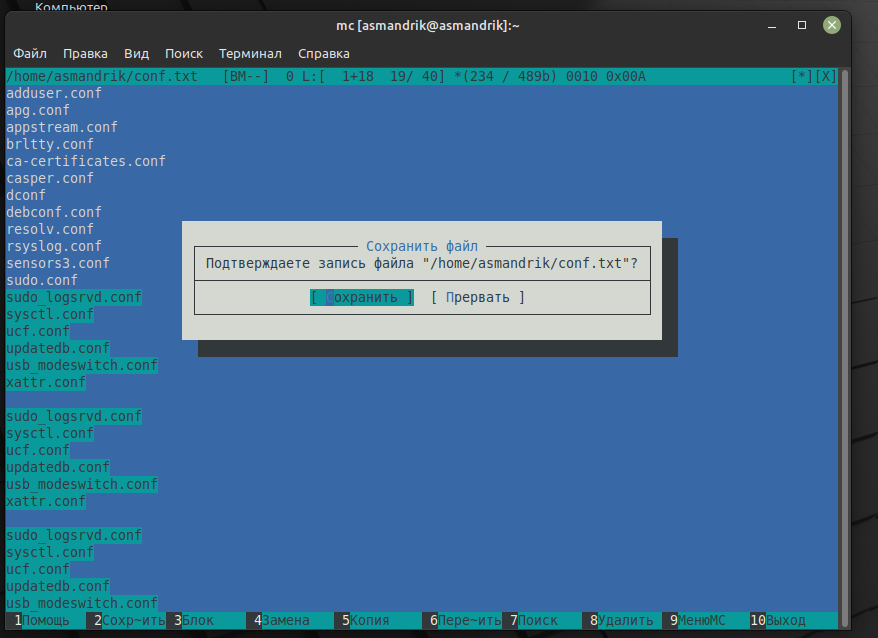 Компьютер
mc [asmandrik@asmandrik]:~
Файл Правка Вид Поиск Терминал Справка
/home/asmandrik/conf.txt [BM--] 0 L:[ 1+18 19/ 40] *(234 / 489b) 0010 0x00A [*][X]
adduser.conf
apg.conf
appstream.conf
brltty.conf
ca-certificates.conf
casper.conf
dconf
debconf.conf
resolv.conf
rsyslog.conf
sensors3.conf
sudo.conf
sudo_logsrvd.conf
sysctl.conf
ucf.conf
updatedb.conf
usb_modeswitch.conf
xattr.conf
Сохранить файл
Подтверждаете запись файла "/home/asmandrik/conf.txt"?
[ Сохранить ] [ Прервать ]
sudo_logsrvd.conf
sysctl.conf
ucf.conf
updatedb.conf
usb_modeswitch.conf
xattr.conf
sudo_logsrvd.conf
sysctl.conf
ucf.conf
updatedb.conf
usb_modeswitch.conf
1Помощь 2Сохр~ить 3Блок 4Замена 5Копия 6Пере~ить 7Поиск 8Удалить 9МенюMC 10Выход